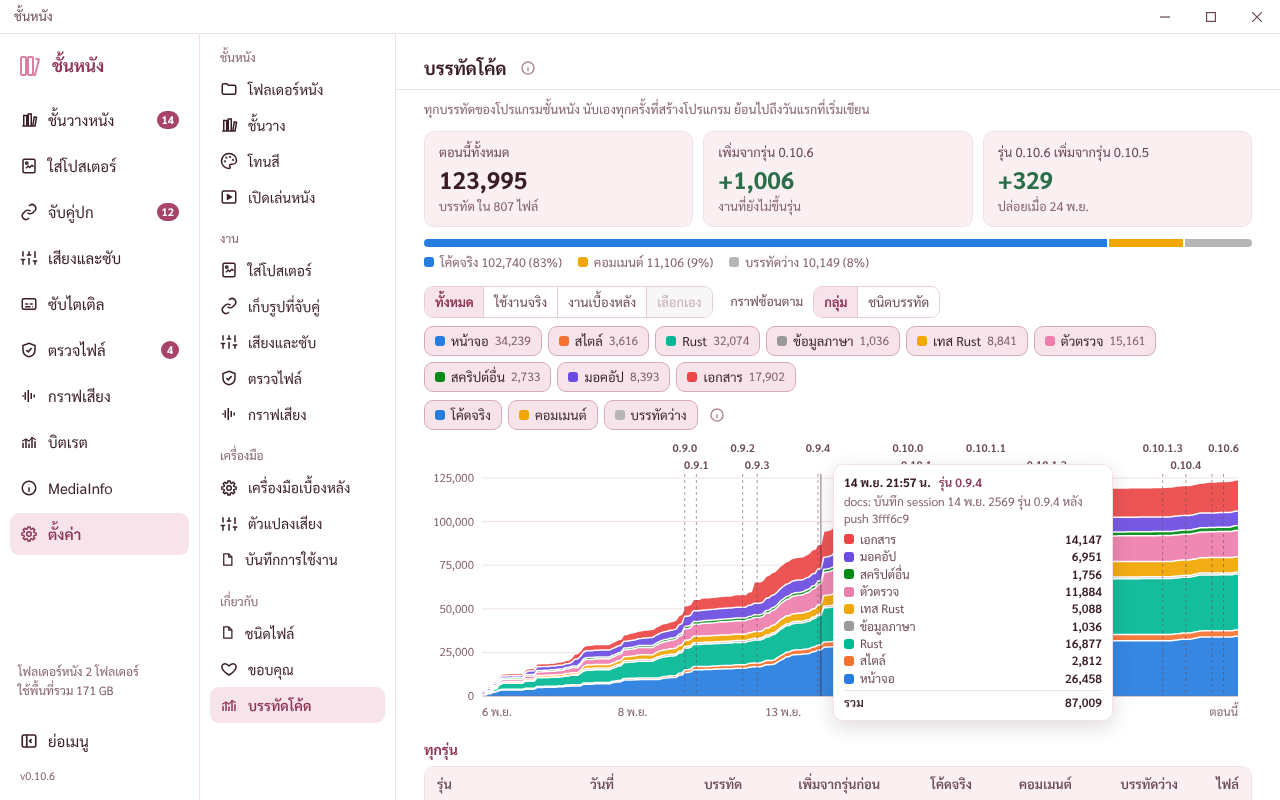 ชั้นหนัง
ชั้นหนัง
ชั้นวางหนัง 14
ใส่โปสเตอร์
จับคู่ปก 12
เสียงและซับ
ซับไตเติล
ตรวจไฟล์ 4
กราฟเสียง
บิตเรต
MediaInfo
ตั้งค่า
โฟลเดอร์หนัง 2 โฟลเดอร์
ใช้พื้นที่รวม 171 GB
ย่อเมนู
v0.10.6
ชั้นหนัง
โฟลเดอร์หนัง
ชั้นวาง
โทนสี
เปิดเล่นหนัง
งาน
ใส่โปสเตอร์
เก็บรูปที่จับคู่
เสียงและซับ
ตรวจไฟล์
กราฟเสียง
เครื่องมือ
เครื่องมือเบื้องหลัง
ตัวแปลงเสียง
บันทึกการใช้งาน
เกี่ยวกับ
ชนิดไฟล์
ขอบคุณ
บรรทัดโค้ด
บรรทัดโค้ด
ทุกบรรทัดของโปรแกรมชั้นหนัง นับเองทุกครั้งที่สร้างโปรแกรม ย้อนไปถึงวันแรกที่เริ่มเขียน
ตอนนี้ทั้งหมด
123,995
บรรทัด ใน 807 ไฟล์
เพิ่มจากรุ่น 0.10.6
+1,006
งานที่ยังไม่ขึ้นรุ่น
รุ่น 0.10.6 เพิ่มจาก 0.10.5
+329
ปล่อยเมื่อ 24 พ.ย.
โค้ดจริง 102,740 (83%) คอมเมนต์ 11,106 (9%) บรรทัดว่าง 10,149 (8%)
ทั้งหมด ใช้งานจริง งานเบื้องหลัง เลือกเอง กราฟซ้อนตาม กลุ่ม ชนิดบรรทัด
หน้าจอ 34,239 สไตล์ 3,616 Rust 32,074 ข้อมูลภาษา 1,036 เทส Rust 8,841 ตัวตรวจ 15,161
สคริปต์อื่น 2,733 มอคอัป 8,393 เอกสาร 17,902
โค้ดจริง คอมเมนต์ บรรทัดว่าง
0.9.0 0.9.2 0.9.4 0.10.0 0.10.1.1 0.10.1.3 0.10.6
0.9.1 0.9.3 0.10.4
125,000
100,000
75,000
50,000
25,000
0
6 พ.ย. 8 พ.ย. 13 พ.ย. ตอนนี้
14 พ.ย. 21:57 น. รุ่น 0.9.4
docs: บันทึก session 14 พ.ย. 2569 รุ่น 0.9.4 หลัง
push 3fff6c9
เอกสาร 14,147
มอคอัป 6,951
สคริปต์อื่น 1,756
ตัวตรวจ 11,884
เทส Rust 5,088
ข้อมูลภาษา 1,036
Rust 16,877
สไตล์ 2,812
หน้าจอ 26,458
รวม 87,009
ทุกรุ่น
รุ่น วันที่ บรรทัด เพิ่มจากรุ่นก่อน โค้ดจริง คอมเมนต์ บรรทัดว่าง ไฟล์